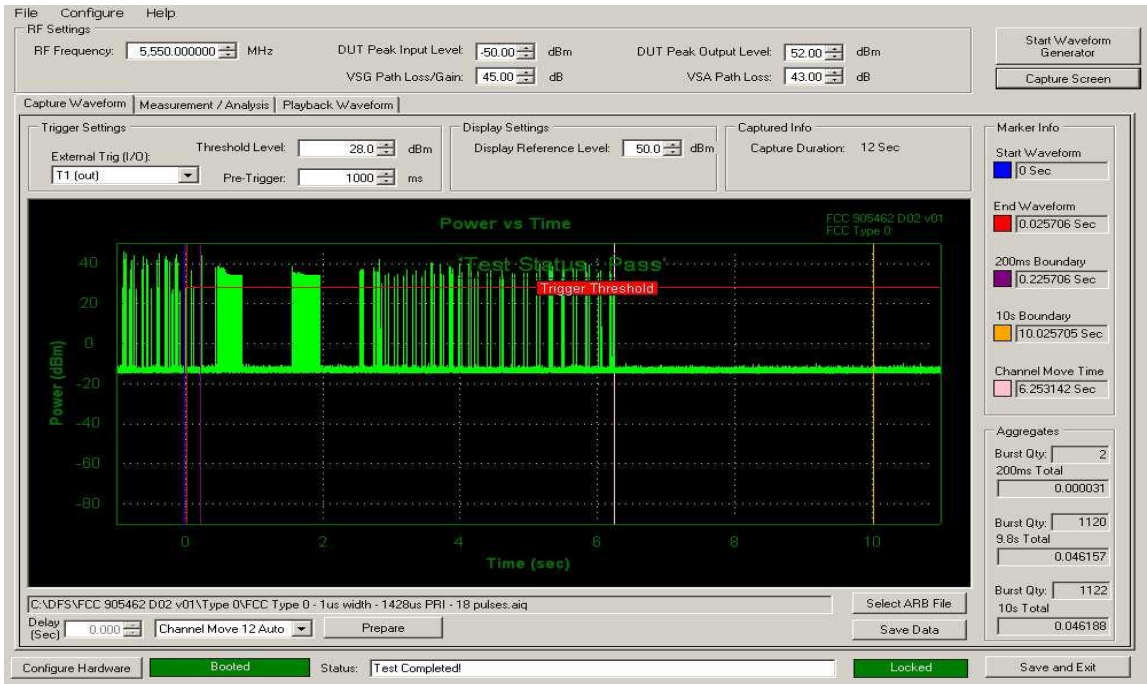 File Configure Help
RF Settings
RF Frequency: 5,550.000000 MHz
DUT Peak Input Level: -50.00 dBm
DUT Peak Output Level: 52.00 dBm
VSG Path Loss/Gain: 45.00 dB
VSA Path Loss: 43.00 dB
Start Waveform Generator
Capture Screen
Capture Waveform Measurement / Analysis Playback Waveform
Trigger Settings
External Trig (I/O):
T1 (out)
Threshold Level: 28.0 dBm
Pre-Trigger: 1000 ms
Display Settings
Display Reference Level: 50.0 dBm
Captured Info
Capture Duration: 12 Sec
Marker Info
Start Waveform
0 Sec
End Waveform
0.025706 Sec
200ms Boundary
0.225706 Sec
10s Boundary
10.025705 Sec
Channel Move Time
6.253142 Sec
Power vs Time
FCC 905462 D02 v01
FCC Type 0
'Test Status: Pass'
Trigger Threshold
Power (dBm)
40
20
0
-20
-40
-60
-80
0 2 4 6 8 10
Time (sec)
Aggregates
Burst Qty: 2
200ms Total
0.000031
Burst Qty: 1120
9.8s Total
0.046157
Burst Qty: 1122
10s Total
0.046188
C:\DFS\FCC 905462 D02 v01\Type 0\FCC Type 0 - 1us width - 1428us PRI - 18 pulses.aiq
Select ARB File
Delay (Sec) 0.000
Channel Move 12 Auto
Prepare
Save Data
Configure Hardware
Booted
Status: Test Completed!
Locked
Save and Exit